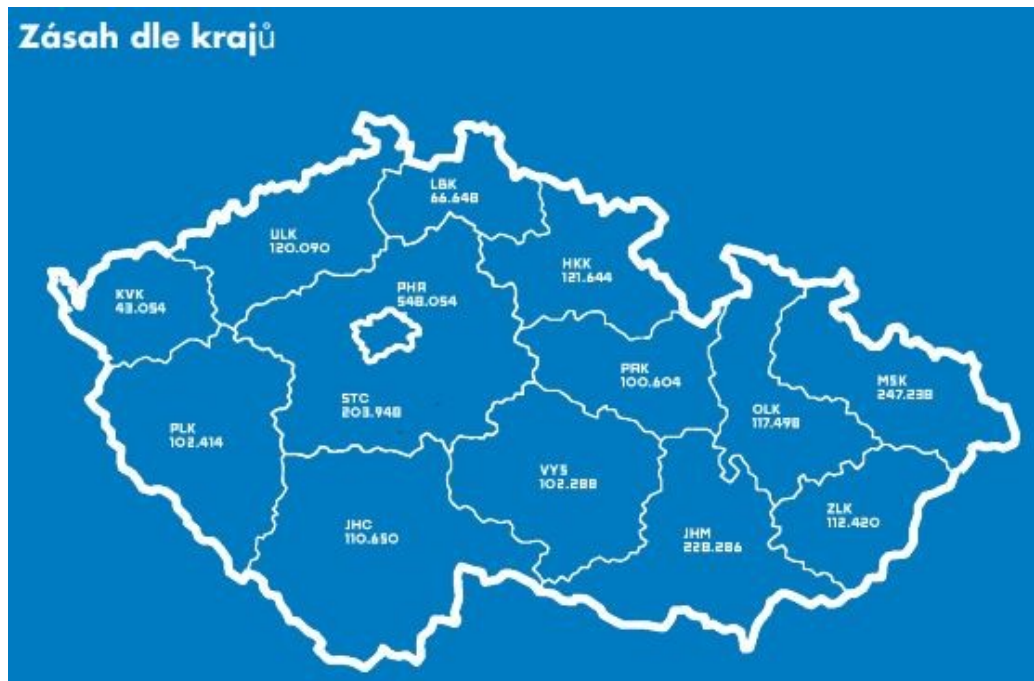 Zásah dle krajů
LBK
66.648
ULK
120.090
HKK
121.644
PHA
548.054
KVK
43.054
PAK
100.604
MSK
247.238
STC
203.948
OLK
117.498
PLK
102.414
VYS
102.288
ZLK
112.420
JHC
110.650
JHM
228.286